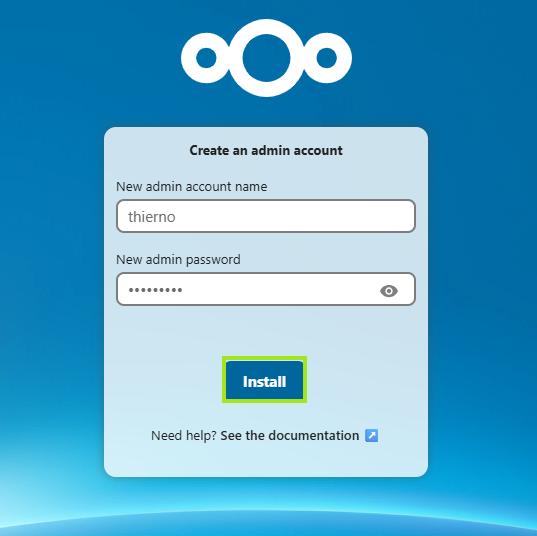 Create an admin account
New admin account name
thierno
New admin password
•••••••••
Install
Need help? See the documentation ↗